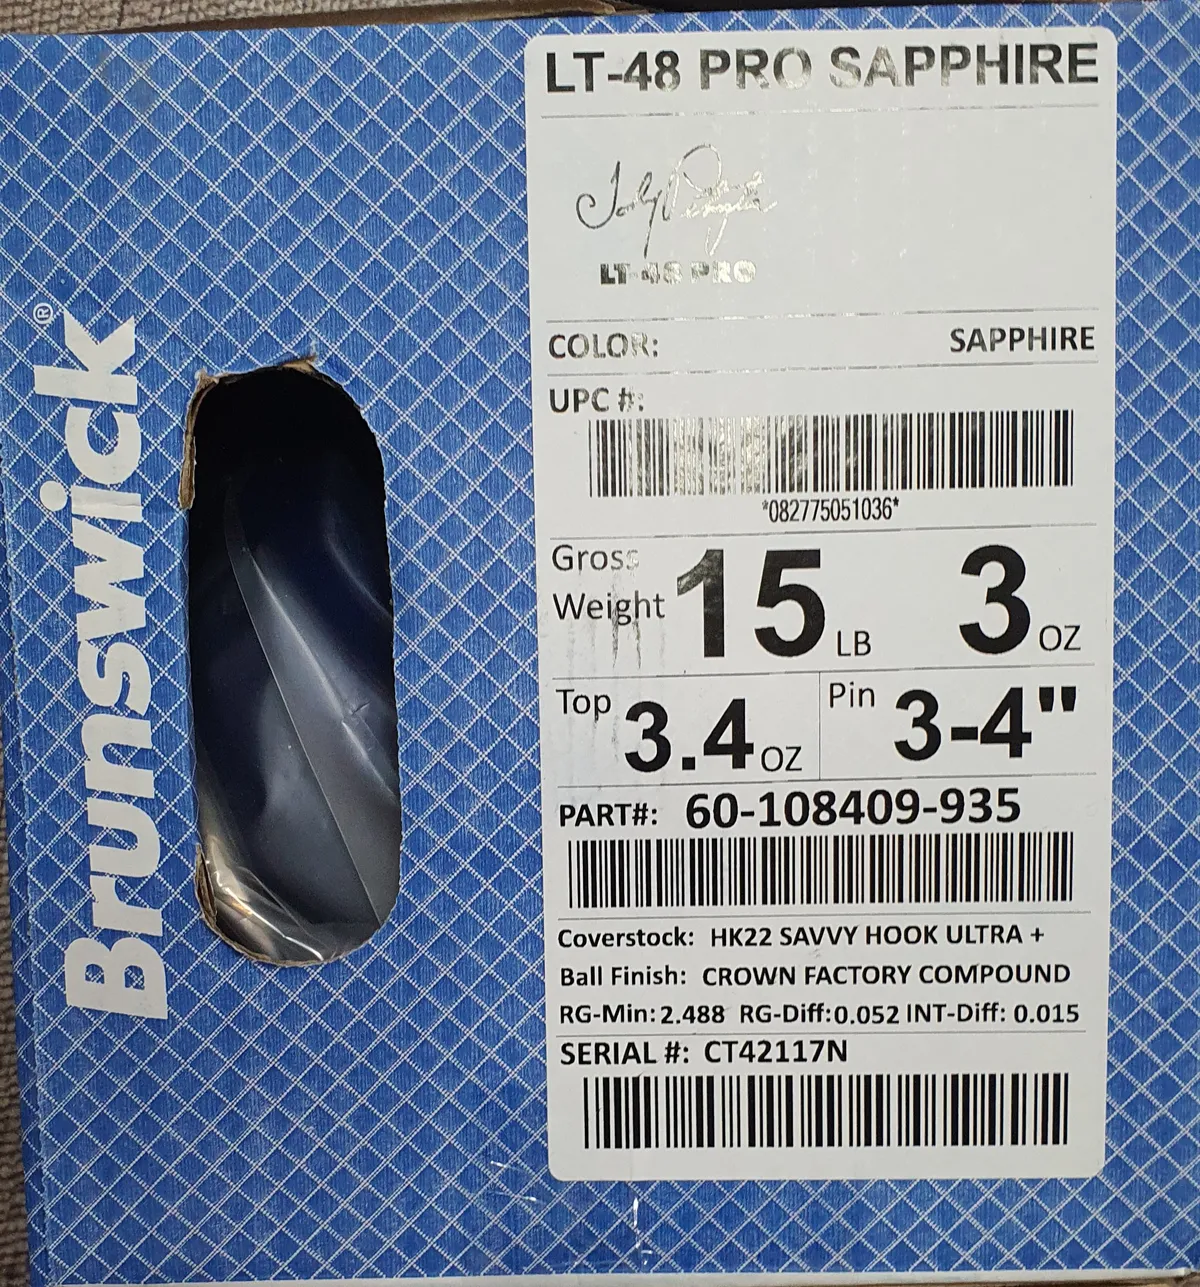 Brunswick®
LT-48 PRO SAPPHIRE
LT-48 PRO
COLOR: SAPPHIRE
UPC #:
*082775051036*
Gross Weight 15 LB 3 OZ
Top 3.4 OZ Pin 3-4"
PART#: 60-108409-935
Coverstock: HK22 SAVVY HOOK ULTRA +
Ball Finish: CROWN FACTORY COMPOUND
RG-Min: 2.488 RG-Diff:0.052 INT-Diff: 0.015
SERIAL #: CT42117N